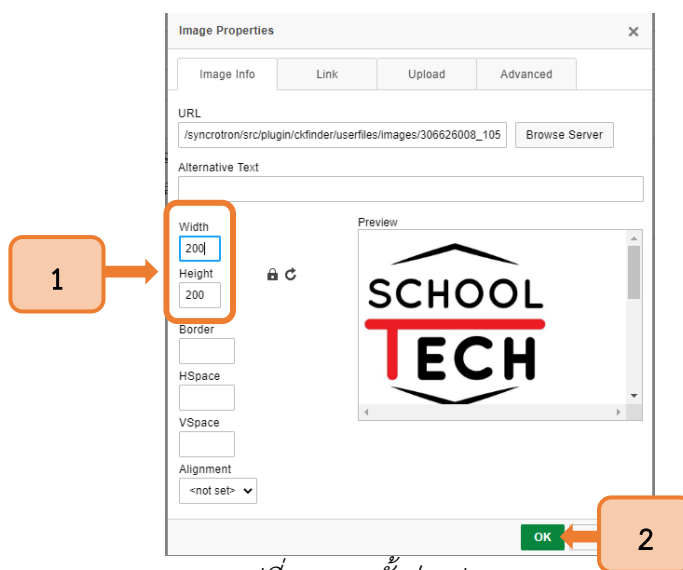 Image Properties
Image Info Link Upload Advanced
URL
/syncrotron/src/plugin/ckfinder/userfiles/images/306626008_105 Browse Server
Alternative Text
Width
200
Height
200
Border
HSpace
VSpace
Alignment
<not set>
Preview
SCHOOL
TECH
OK
1
2